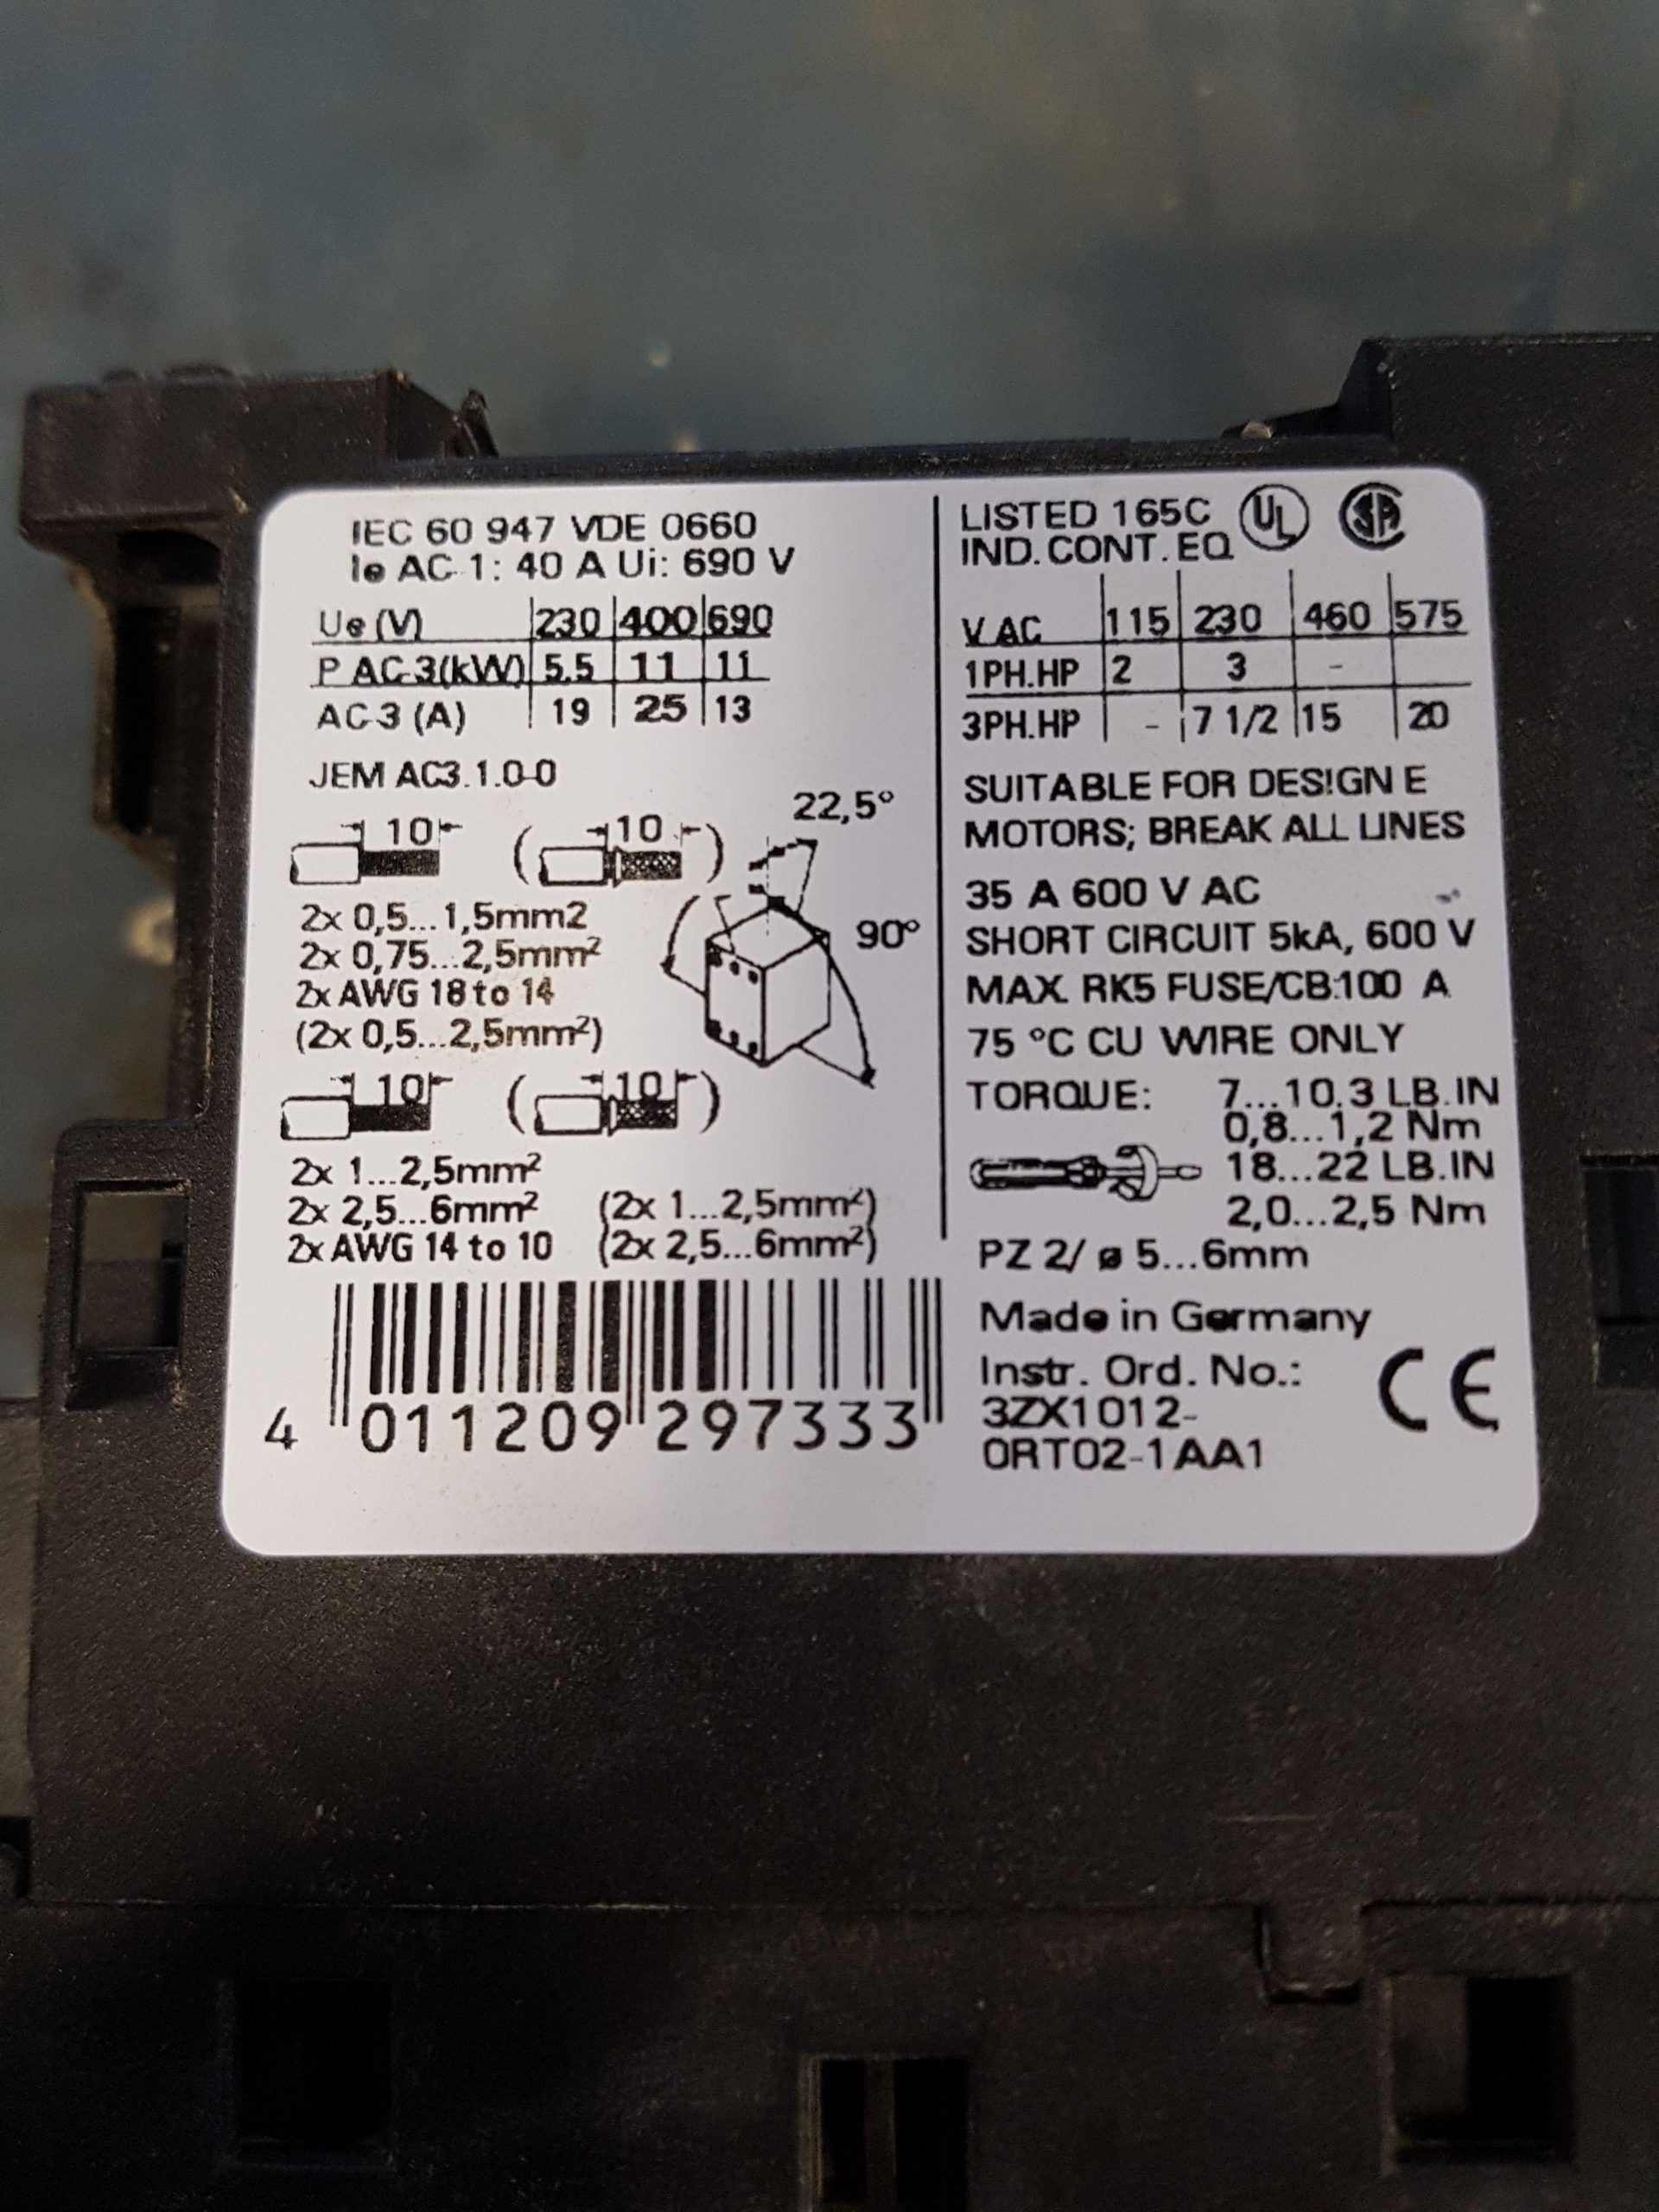 IEC 60 947 VDE 0660
Ie AC-1: 40 A Ui: 690 V
Ue (V) 230 400 690
P AC-3(kW) 5.5 11 11
AC-3 (A) 19 25 13
JEM AC3.1.0-0
10 ( 10 )
22,5°
90°
2x 0,5...1,5mm2
2x 0,75...2,5mm²
2x AWG 18 to 14
(2x 0,5...2,5mm²)
10 ( 10 )
2x 1...2,5mm²
2x 2,5...6mm² (2x 1...2,5mm²)
2x AWG 14 to 10 (2x 2,5...6mm²)
4 011209 297333
LISTED 165C UL SA
IND.CONT.EQ
V AC 115 230 460 575
1PH.HP 2 3 -
3PH.HP - 7 1/2 15 20
SUITABLE FOR DESIGN E
MOTORS; BREAK ALL LINES
35 A 600 V AC
SHORT CIRCUIT 5kA, 600 V
MAX. RK5 FUSE/CB:100 A
75 °C CU WIRE ONLY
TORQUE: 7...10.3 LB.IN
0,8...1,2 Nm
18...22 LB.IN
2,0...2,5 Nm
PZ 2/ ø 5...6mm
Made in Germany
Instr. Ord. No.:
3ZX1012-
0RT02-1AA1
CE